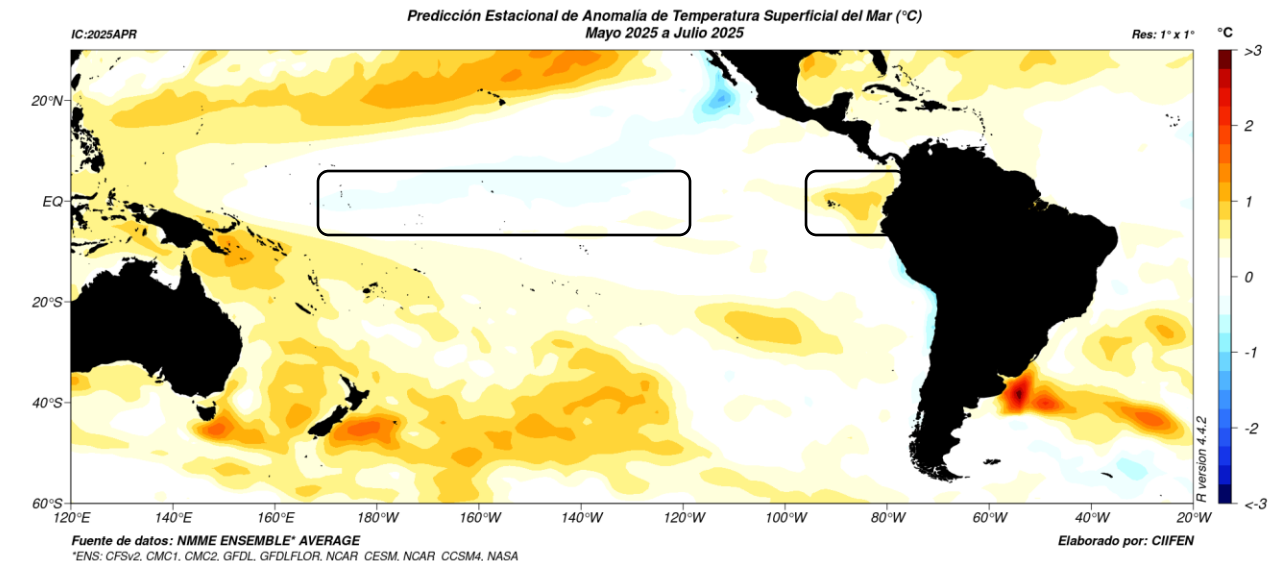 Predicción Estacional de Anomalía de Temperatura Superficial del Mar (°C)
IC:2025APR
Mayo 2025 a Julio 2025
Res: 1° x 1°
°C
>3
2
1
0
-1
-2
<-3
20°N
EQ
20°S
40°S
60°S
120°E
140°E
160°E
180°W
160°W
140°W
120°W
100°W
80°W
60°W
40°W
20°W
R version 4.4.2
Fuente de datos: NMME ENSEMBLE* AVERAGE
Elaborado por: CIIFEN
*ENS: CFSv2, CMC1, CMC2, GFDL, GFDLFLOR, NCAR_CESM, NCAR_CCSM4, NASA